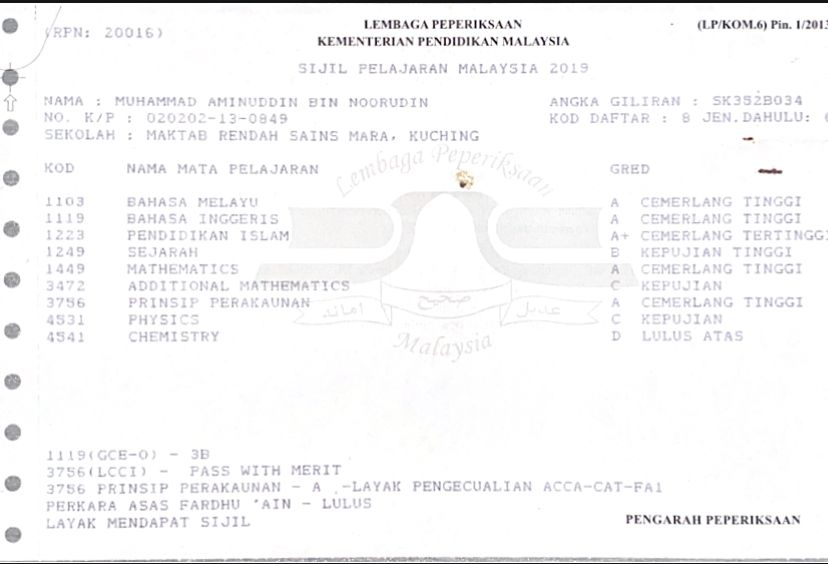 (RPN: 20016)
LEMBAGA PEPERIKSAAN
KEMENTERIAN PENDIDIKAN MALAYSIA
(LP/KOM.6) Pin. 1/2013
SIJIL PELAJARAN MALAYSIA 2019
NAMA : MUHAMMAD AMINUDDIN BIN NOORUDIN ANGKA GILIRAN : SK352B034
NO. K/P : 020202-13-0849 KOD DAFTAR : 8 JEN.DAHULU:
SEKOLAH : MAKTAB RENDAH SAINS MARA, KUCHING
KOD NAMA MATA PELAJARAN GRED
Lembaga Peperiksaan
1103 BAHASA MELAYU A CEMERLANG TINGGI
1119 BAHASA INGGERIS A CEMERLANG TINGGI
1223 PENDIDIKAN ISLAM A+ CEMERLANG TERTINGGI
1249 SEJARAH B KEPUJIAN TINGGI
1449 MATHEMATICS A CEMERLANG TINGGI
3472 ADDITIONAL MATHEMATICS C KEPUJIAN
3756 PRINSIP PERAKAUNAN A CEMERLANG TINGGI
4531 PHYSICS C KEPUJIAN
4541 CHEMISTRY D LULUS ATAS
امانه صحيح عديل
Malaysia
1119(GCE-O) - 3B
3756(LCCI) - PASS WITH MERIT
3756 PRINSIP PERAKAUNAN - A -LAYAK PENGECUALIAN ACCA-CAT-FA1
PERKARA ASAS FARDHU 'AIN - LULUS
LAYAK MENDAPAT SIJIL
PENGARAH PEPERIKSAAN